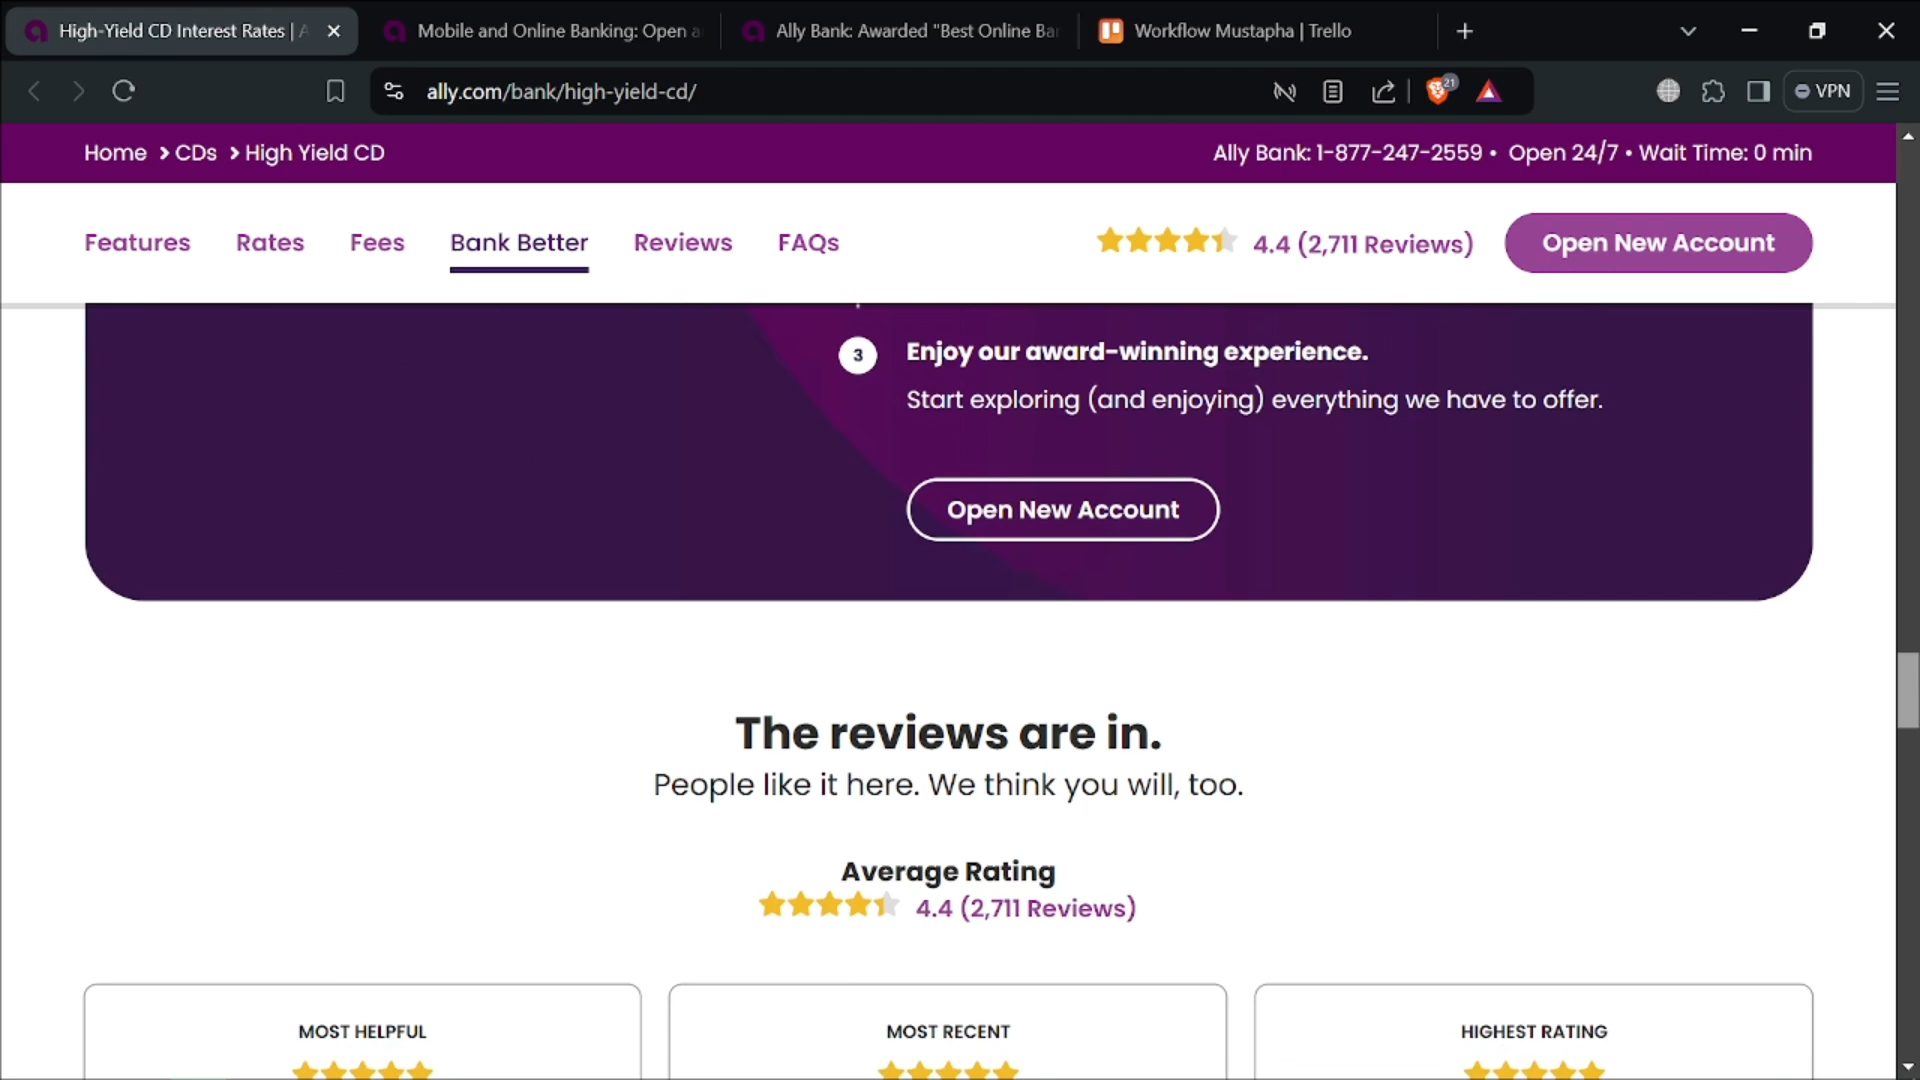 High-Yield CD Interest Rates | A
Mobile and Online Banking: Open a
Ally Bank: Awarded "Best Online Ba
Workflow Mustapha | Trello
ally.com/bank/high-yield-cd/
21
VPN
Home > CDs > High Yield CD
Ally Bank: 1-877-247-2559 • Open 24/7 • Wait Time: 0 min
Features Rates Fees Bank Better Reviews FAQs
4.4 (2,711 Reviews)
Open New Account
3
Enjoy our award-winning experience.
Start exploring (and enjoying) everything we have to offer.
Open New Account
The reviews are in.
People like it here. We think you will, too.
Average Rating
4.4 (2,711 Reviews)
MOST HELPFUL
MOST RECENT
HIGHEST RATING